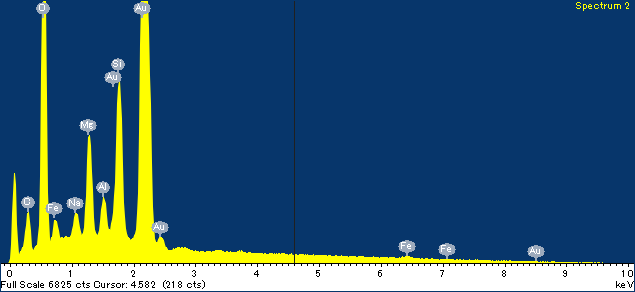 Spectrum 2
O
Au
Si
Au
Mg
Al
C
Fe
Na
Au
Fe
Fe
Au
0 1 2 3 4 5 6 7 8 9 10
Full Scale 6825 cts Cursor: 4.582 (218 cts) keV